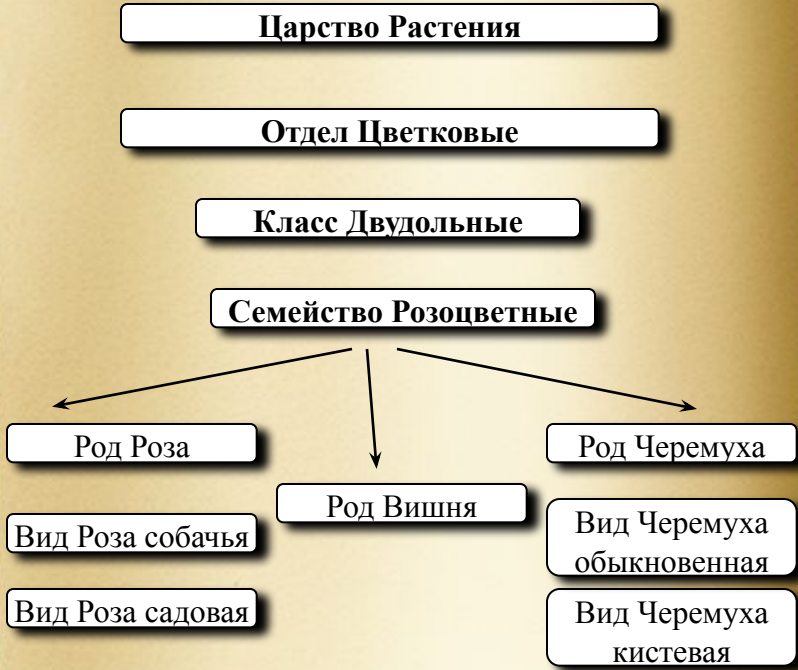 Царство Растения
Отдел Цветковые
Класс Двудольные
Семейство Розоцветные
Род Роза
Вид Роза собачья
Вид Роза садовая
Род Вишня
Род Черемуха
Вид Черемуха
обыкновенная
Вид Черемуха
кистевая